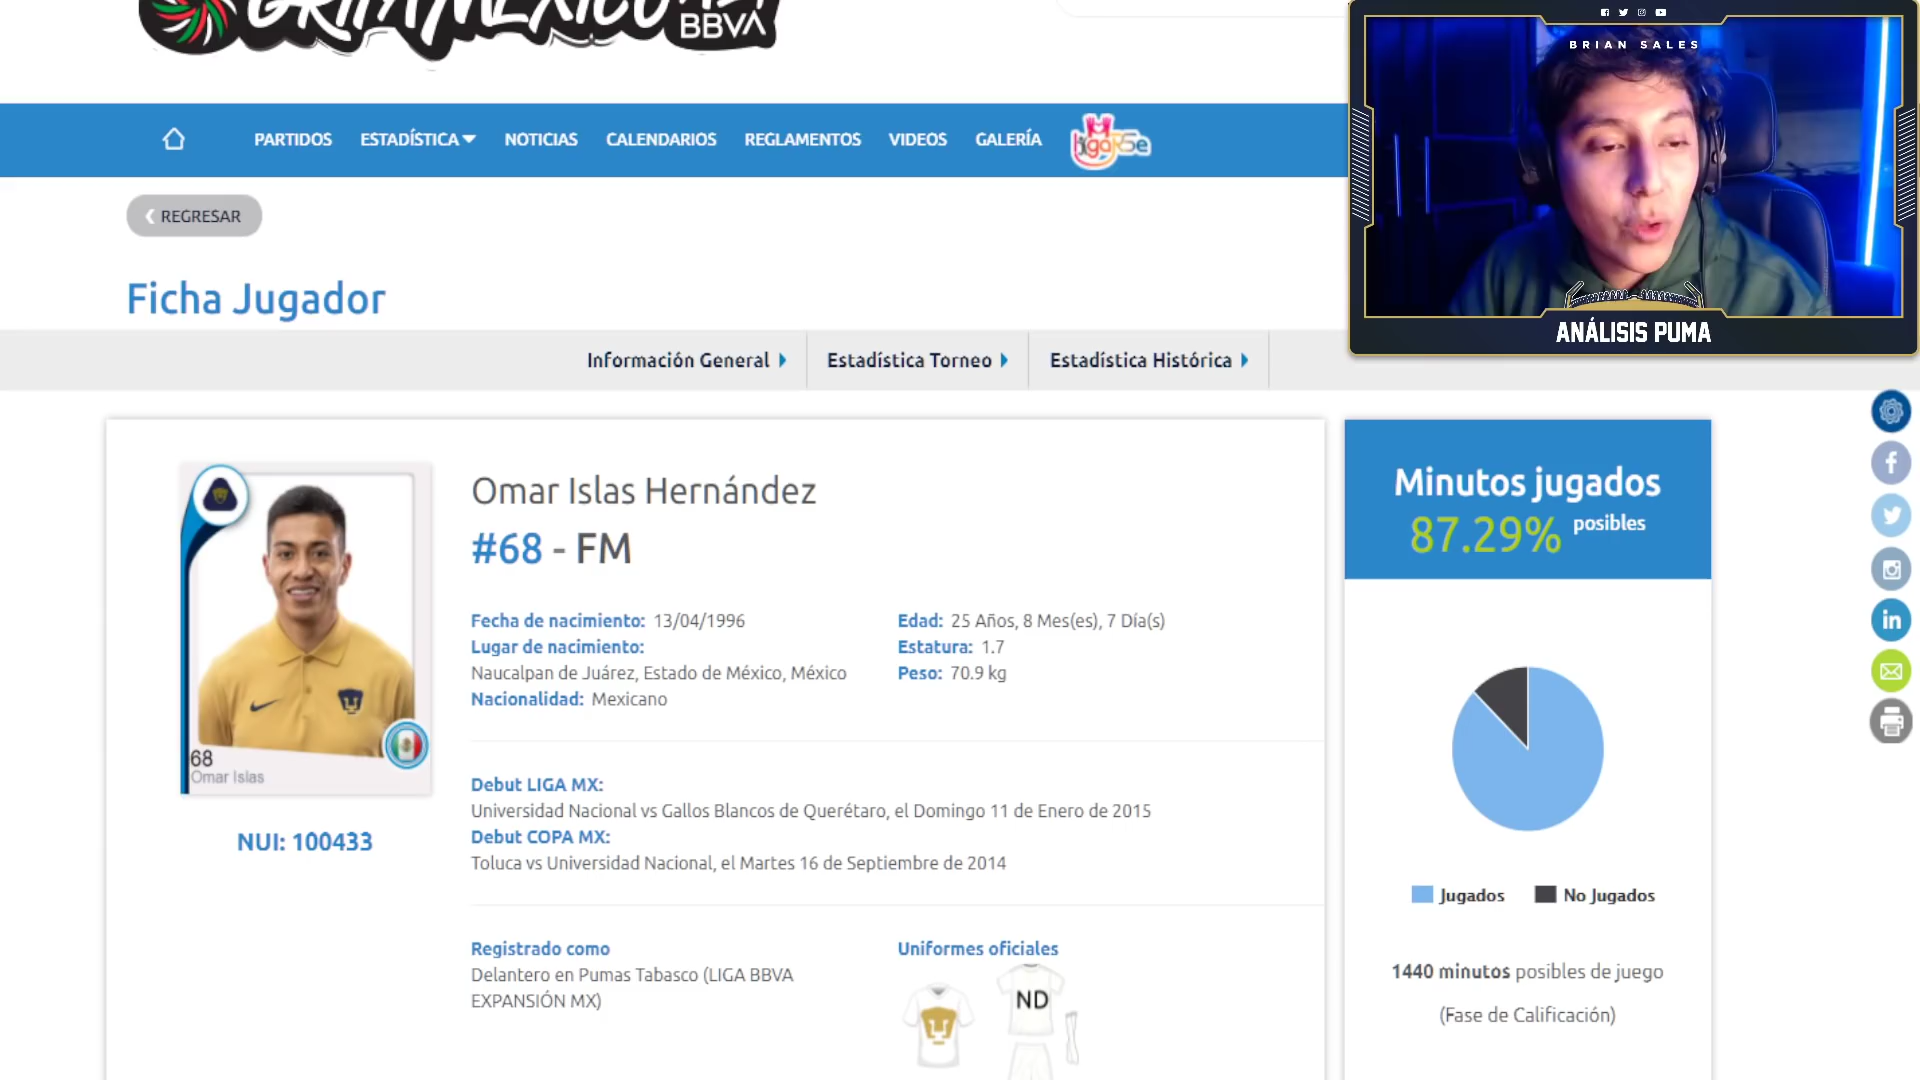 GRITA MÉXICO A21
BBVA
BRIAN SALES
PARTIDOS
ESTADÍSTICA
NOTICIAS
CALENDARIOS
REGLAMENTOS
VIDEOS
GALERÍA
ANÁLISIS PUMA
REGRESAR
Ficha Jugador
Información General
Estadística Torneo
Estadística Histórica
Omar Islas Hernández
#68 - FM
Fecha de nacimiento: 13/04/1996
Lugar de nacimiento:
Naucalpan de Juárez, Estado de México, México
Nacionalidad: Mexicano
Edad: 25 Años, 8 Mes(es), 7 Día(s)
Estatura: 1.7
Peso: 70.9 kg
68
Omar Islas
NUI: 100433
Debut LIGA MX:
Universidad Nacional vs Gallos Blancos de Querétaro, el Domingo 11 de Enero de 2015
Debut COPA MX:
Toluca vs Universidad Nacional, el Martes 16 de Septiembre de 2014
Registrado como
Delantero en Pumas Tabasco (LIGA BBVA
EXPANSIÓN MX)
Uniformes oficiales
ND
Minutos jugados
87.29% posibles
Jugados
No Jugados
1440 minutos posibles de juego
(Fase de Calificación)